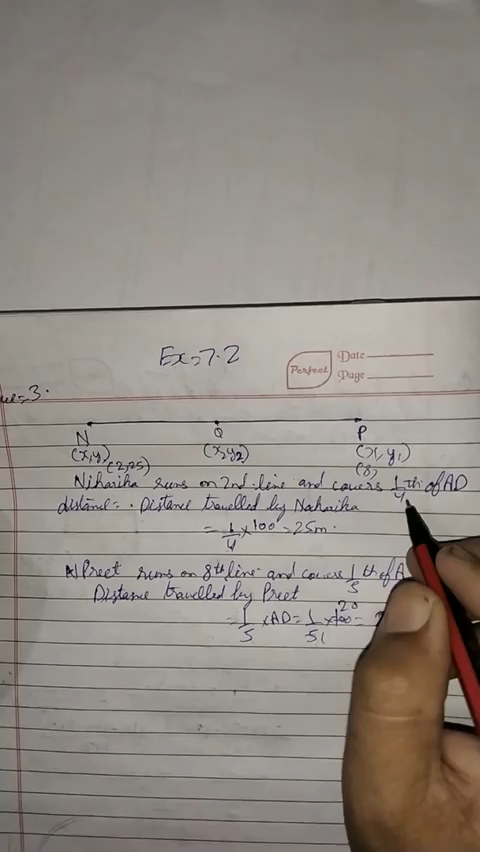 Ex 7.2
Perfect
Date
Page
3.
N Q P
(x, y) (2,25) (x, y2) (x, y1)
(8,
Niharika runs on 2nd line and covers 1/4 th of AD
distance. Distance travelled by Naharika
= 1/4 × 100 = 25m.
Preet runs on 8th line and covers 1/5 th of A
Distance travelled by Preet
= 1/5 × AD = 1/5 × 100 =
20
1